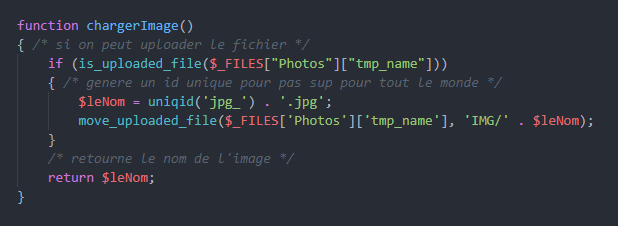 function chargerImage()
{ /* si on peut uploader le fichier */
    if (is_uploaded_file($_FILES["Photos"]["tmp_name"]))
    { /* genere un id unique pour pas sup pour tout le monde */
        $leNom = uniqid('jpg_') . '.jpg';
        move_uploaded_file($_FILES['Photos']['tmp_name'], 'IMG/' . $leNom);
    }
    /* retourne le nom de l'image */
    return $leNom;
}